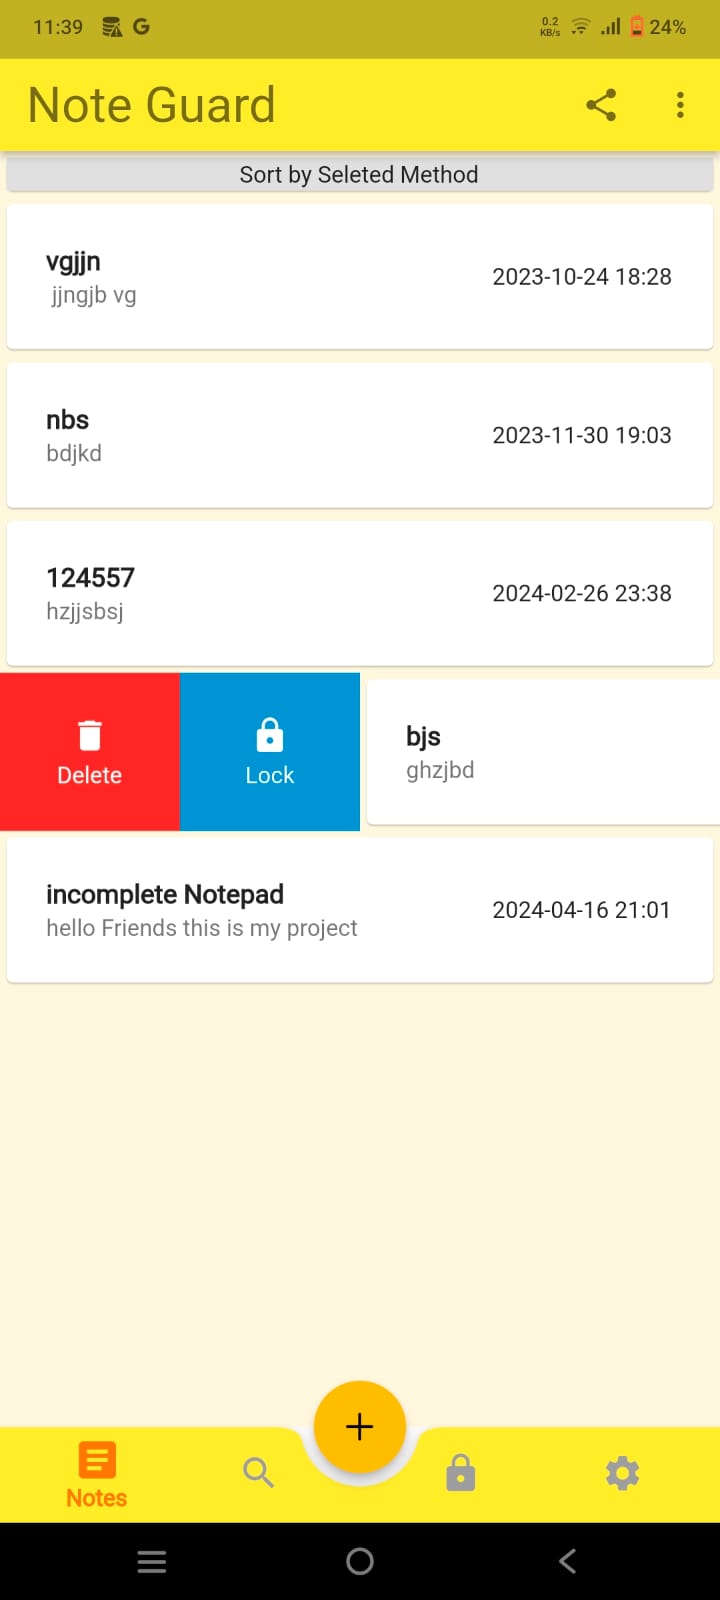 11:39 G 0.2 KB/s 24%
Note Guard
Sort by Seleted Method
vgjjn
jjngjb vg
2023-10-24 18:28
nbs
bdjkd
2023-11-30 19:03
124557
hzjjsbsj
2024-02-26 23:38
Delete
Lock
bjs
ghzjbd
incomplete Notepad
hello Friends this is my project
2024-04-16 21:01
Notes